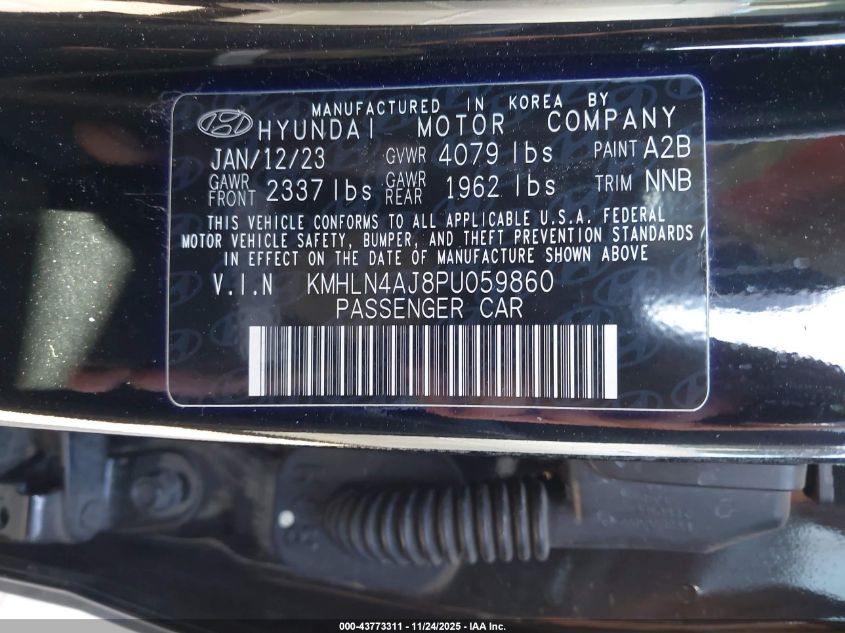 MANUFACTURED IN KOREA BY
HYUNDAI MOTOR COMPANY
JAN/12/23 GVWR 4079 lbs PAINT A2B
GAWR FRONT 2337 lbs GAWR REAR 1962 lbs TRIM NNB
THIS VEHICLE CONFORMS TO ALL APPLICABLE U.S.A. FEDERAL
MOTOR VEHICLE SAFETY, BUMPER, AND THEFT PREVENTION STANDARDS
IN EFFECT ON THE DATE OF MANUFACTURE SHOWN ABOVE
V.I.N KMHLN4AJ8PU059860
PASSENGER CAR
000-43773311 - 11/24/2025 - IAA Inc.